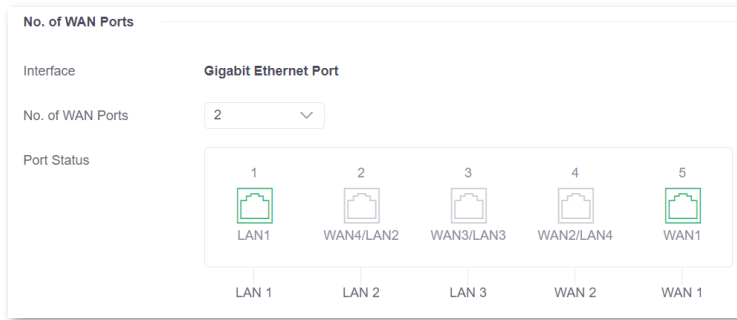 No. of WAN Ports
Interface Gigabit Ethernet Port
No. of WAN Ports 2
Port Status
1 2 3 4 5
LAN1 WAN4/LAN2 WAN3/LAN3 WAN2/LAN4 WAN1
LAN 1 LAN 2 LAN 3 WAN 2 WAN 1